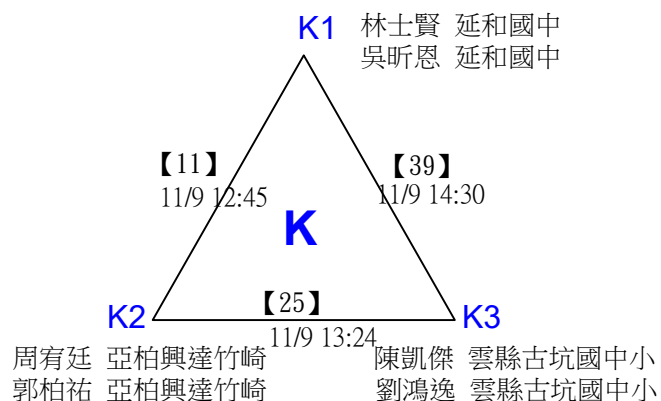 K1
林士賢 延和國中
吳昕恩 延和國中
【11】
11/9 12:45
【39】
11/9 14:30
K
K2
【25】
11/9 13:24
K3
周宥廷 亞柏興達竹崎
郭柏祐 亞柏興達竹崎
陳凱傑 雲縣古坑國中小
劉鴻逸 雲縣古坑國中小